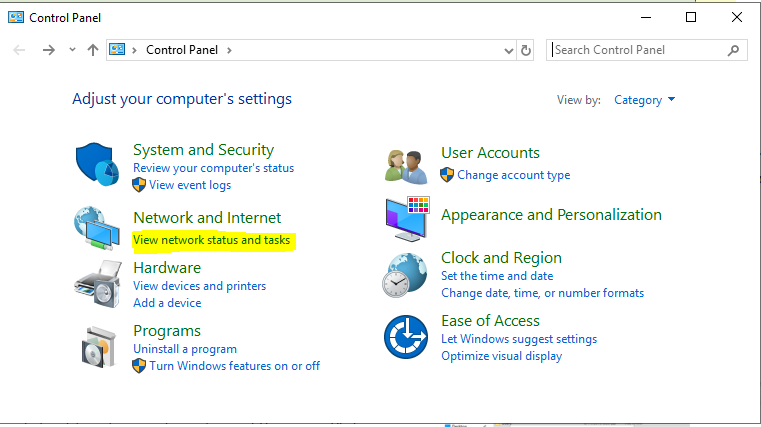 Control Panel
Control Panel
Search Control Panel
Adjust your computer's settings
View by: Category
System and Security
Review your computer's status
View event logs
Network and Internet
View network status and tasks
Hardware
View devices and printers
Add a device
Programs
Uninstall a program
Turn Windows features on or off
User Accounts
Change account type
Appearance and Personalization
Clock and Region
Set the time and date
Change date, time, or number formats
Ease of Access
Let Windows suggest settings
Optimize visual display